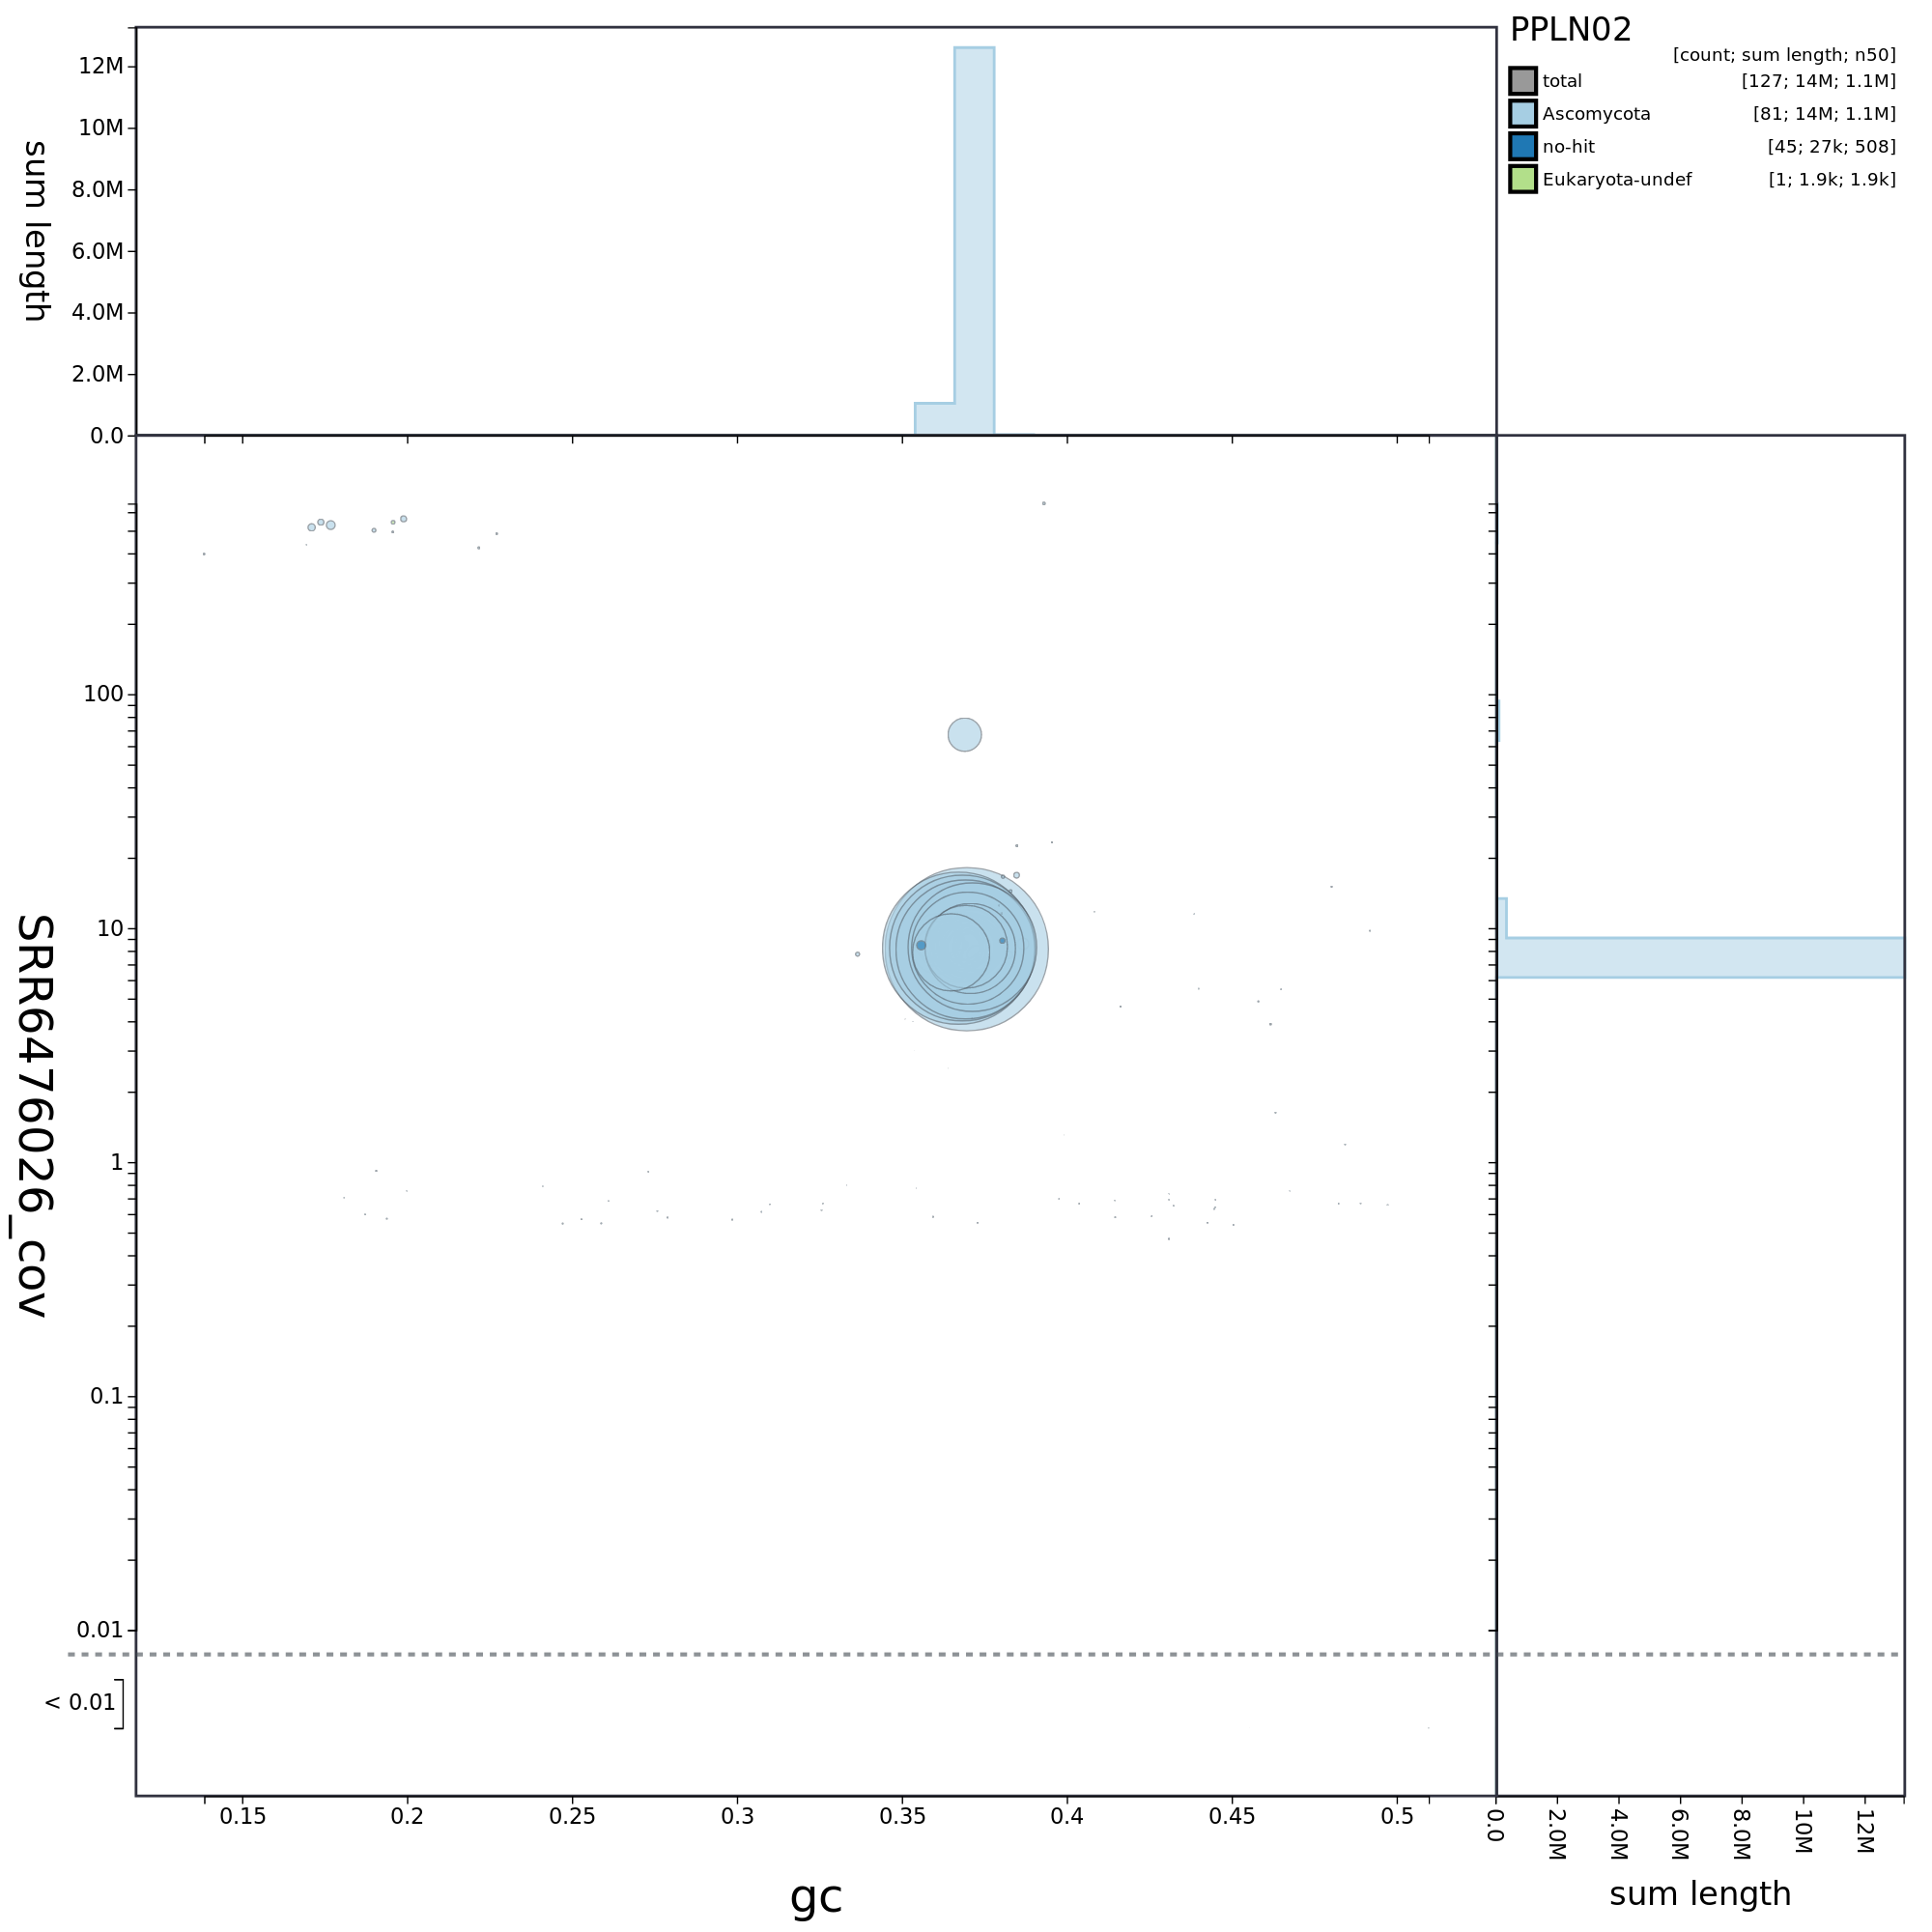 PPLN02
[count; sum length; n50]
total [127; 14M; 1.1M]
Ascomycota [81; 14M; 1.1M]
no-hit [45; 27k; 508]
Eukaryota-undef [1; 1.9k; 1.9k]
sum length
12M
10M
8.0M
6.0M
4.0M
2.0M
0.0
SRR6476026_cov
100
10
1
0.1
0.01
< 0.01
0.15 0.2 0.25 0.3 0.35 0.4 0.45 0.5
gc
0.0 2.0M 4.0M 6.0M 8.0M 10M 12M
sum length